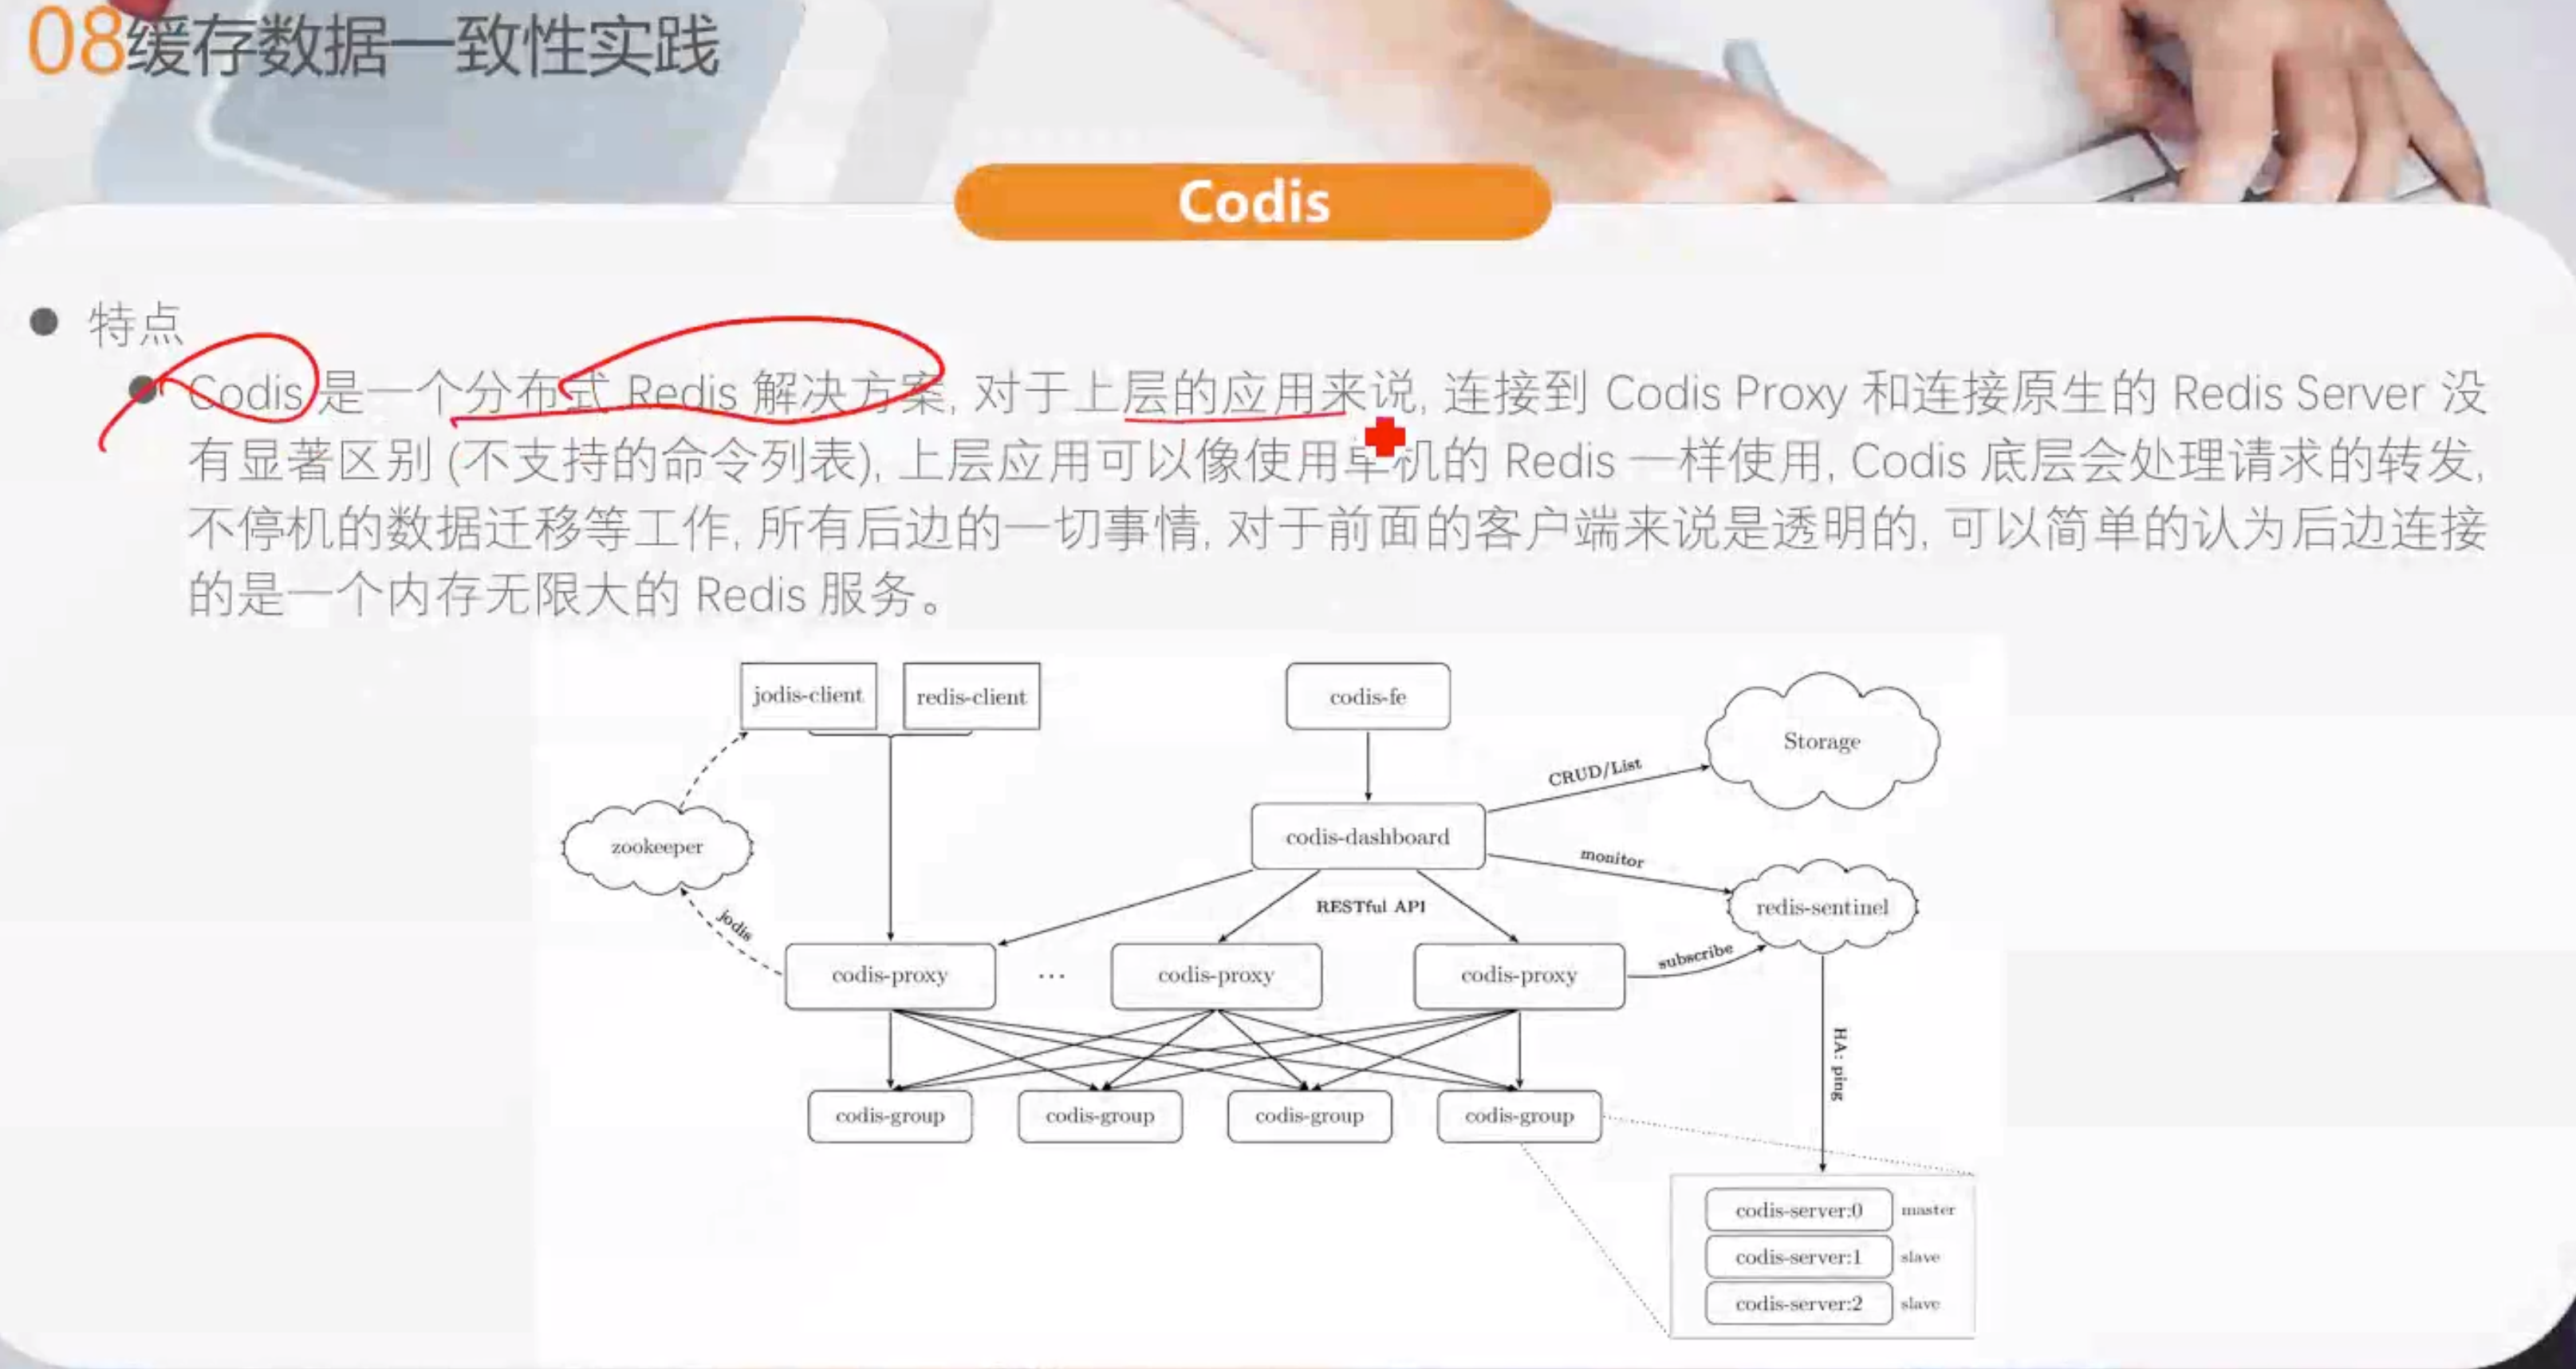 08缓存数据一致性实践
Codis
特点
Codis 是一个分布式 Redis 解决方案, 对于上层的应用来说, 连接到 Codis Proxy 和连接原生的 Redis Server 没
有显著区别 (不支持的命令列表), 上层应用可以像使用单机的 Redis 一样使用, Codis 底层会处理请求的转发,
不停机的数据迁移等工作, 所有后边的一切事情, 对于前面的客户端来说是透明的, 可以简单的认为后边连接
的是一个内存无限大的 Redis 服务。
jodis-client redis-client codis-fe
Storage
CRUD/List
zookeeper codis-dashboard
monitor
RESTful API redis-sentinel
jodis
subscribe
codis-proxy ... codis-proxy codis-proxy
HA: ping
codis-group codis-group codis-group codis-group
codis-server:0 master
codis-server:1 slave
codis-server:2 slave